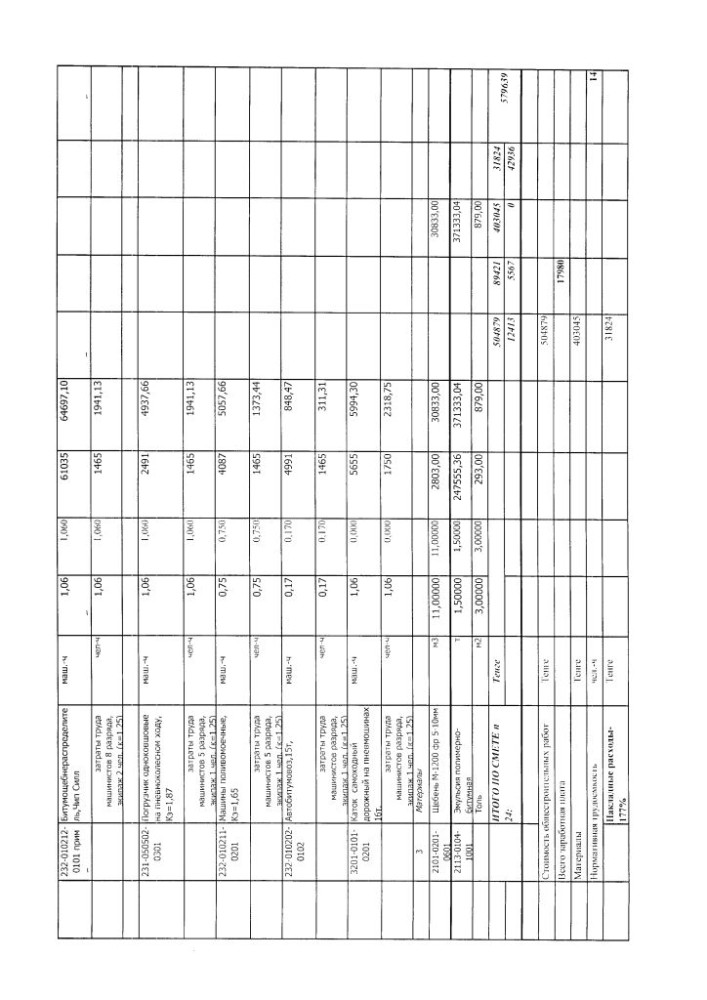 232-010212-0101 прим Битумощебнераспределитель,Чип Силл маш.-ч 1,06 1,060 61035 64697,10
затраты труда машинистов 8 разряда, экипаж 2 чел. (к=1,25) чел-ч 1,06 1,060 1465 1941,13
231-050502-0301 Погрузчик одноковшовые на пневмоколесном ходу, Кэ=1,87 маш.-ч 1,06 1,060 2491 4937,66
затраты труда машинистов 5 разряда, экипаж 1 чел. (к=1,25) чел-ч 1,06 1,060 1465 1941,13
232-010211-0201 Машины поливомоечные, Кэ=1,65 маш.-ч 0,75 0,750 4087 5057,66
затраты труда машинистов 5 разряда, экипаж 1 чел. (к=1,25) чел-ч 0,75 0,750 1465 1373,44
232-010202-0102 Автобитумовоз,15т, маш.-ч 0,17 0,170 4991 848,47
затраты труда машинистов разряда, экипаж 1 чел. (к=1,25) чел-ч 0,17 0,170 1465 311,31
3201-0101-0201 Каток самоходный дорожный на пневмошинах 16т. маш.-ч 1,06 0,000 5655 5994,30
затраты труда машинистов разряда, экипаж 1 чел. (к=1,25) чел-ч 1,06 0,000 1750 2318,75
3 Материалы
2101-0201-0601 Щебень М-1200 фр 5-10мм м3 11,00000 11,00000 2803,00 30833,00 30833,00
2113-0104-1001 Эмульсия полимерно-битумная т 1,50000 1,50000 247555,36 371333,04 371333,04
Толь м2 3,00000 3,00000 293,00 879,00 879,00
ИТОГО ПО СМЕТЕ п Тенге 504879 89421 403045 31824 579639
24: 12413 5567 0 42936
Стоимость общестроительных работ Тенге 504879
Всего заработная плата 17980
Материалы Тенге 403045
Нормативная трудоемкость чел.-ч 14
Накладные расходы- 177% Тенге 31824